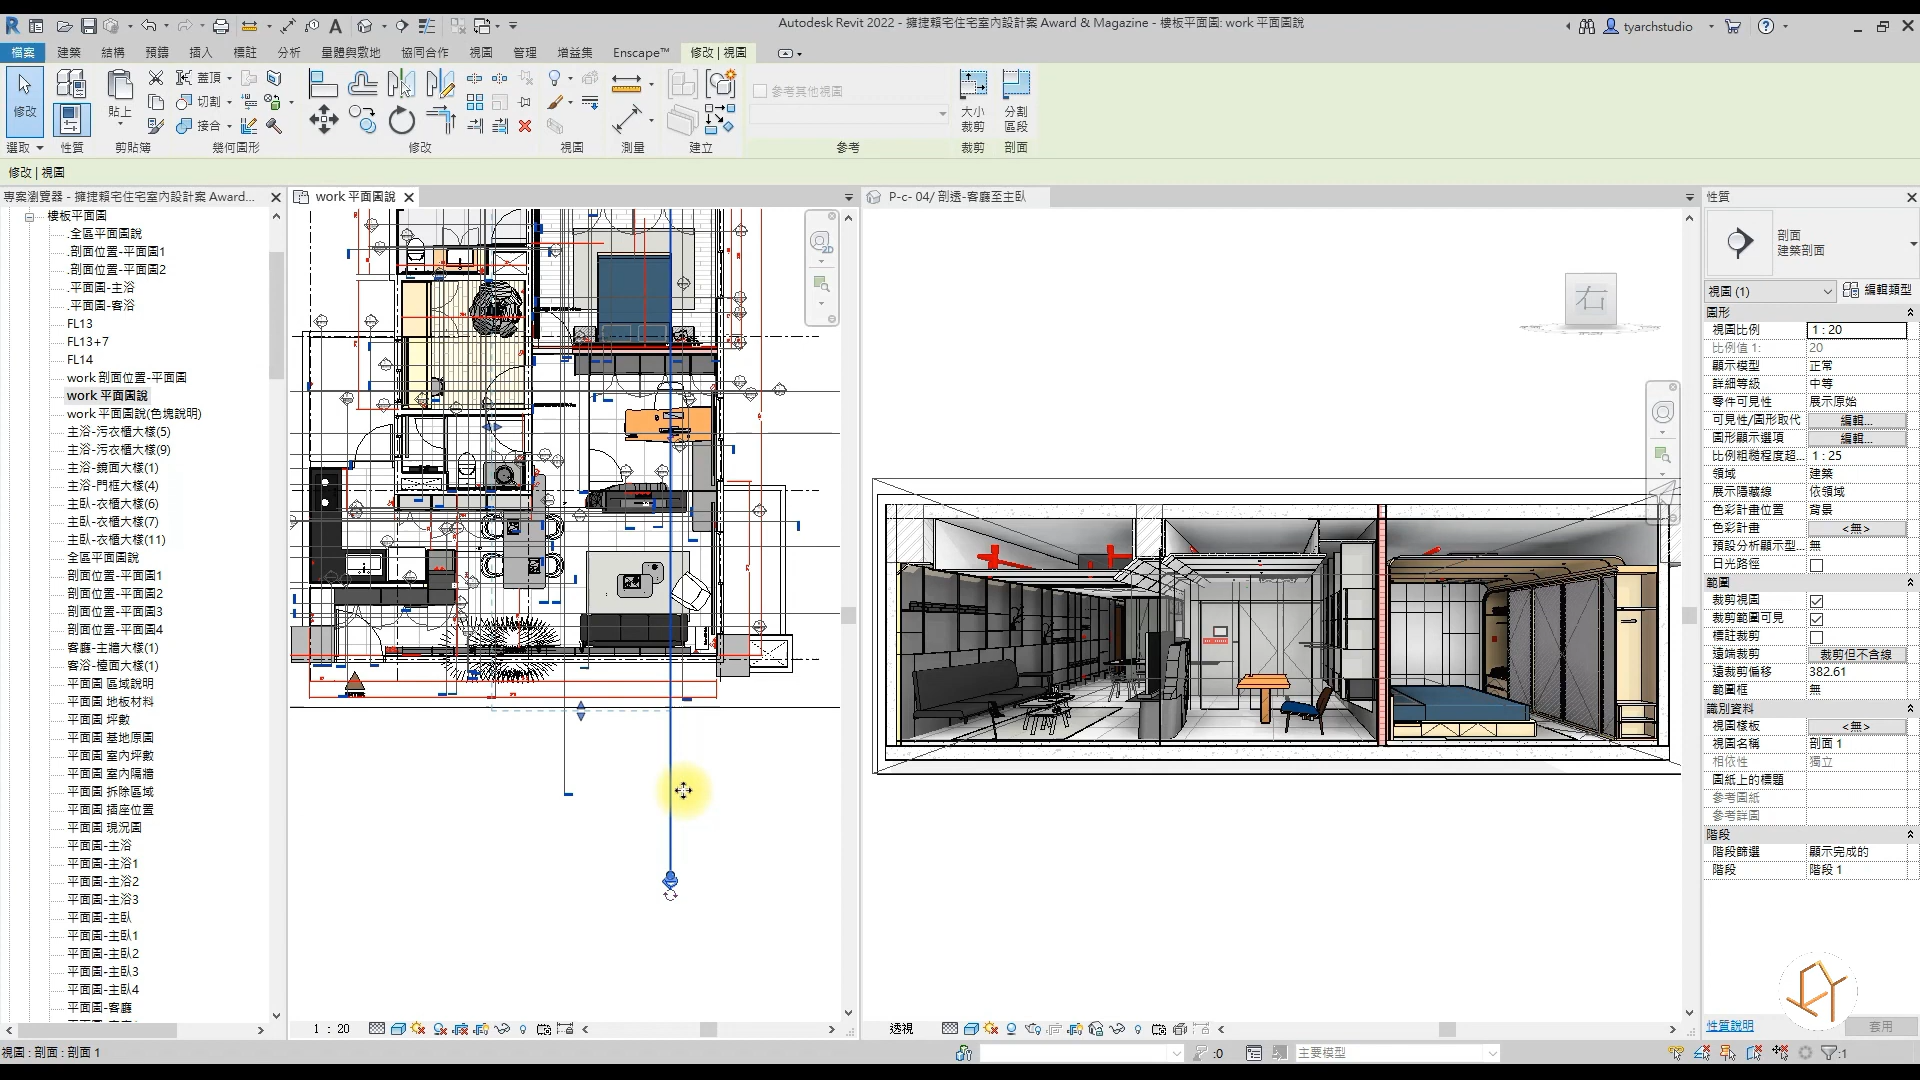 Autodesk Revit 2022 - 擁捷賴宅住宅室內設計案 Award & Magazine - 樓板平面圖: work 平面圖說
tyarchstudio
檔案 建築 結構 預鑄 插入 標註 分析 量體與敷地 協同合作 視圖 管理 增益集 Enscape™ 修改 | 視圖
修改
貼上
蓋頂
切割
接合
參考其他視圖
大小
裁剪
分割
區段
選取 性質 剪貼簿 幾何圖形 修改 視圖 測量 建立 參考 裁剪 剖面
修改 | 視圖
專案瀏覽器 - 擁捷賴宅住宅室內設計案 Award...
樓板平面圖
.全區平面圖說
.剖面位置-平面圖1
.剖面位置-平面圖2
.平面圖-主浴
.平面圖-客浴
FL13
FL13+7
FL14
work 剖面位置-平面圖
work 平面圖說
work 平面圖說(色塊說明)
主浴-污衣櫃大樣(5)
主浴-污衣櫃大樣(9)
主浴-鏡面大樣(1)
主浴-門框大樣(4)
主臥-衣櫃大樣(6)
主臥-衣櫃大樣(7)
主臥-衣櫃大樣(11)
全區平面圖說
剖面位置-平面圖1
剖面位置-平面圖2
剖面位置-平面圖3
剖面位置-平面圖4
客廳-主牆大樣(1)
客浴-檯面大樣(1)
平面圖 區域說明
平面圖 地板材料
平面圖 坪數
平面圖 基地原圖
平面圖 室內坪數
平面圖 室內隔牆
平面圖 拆除區域
平面圖 插座位置
平面圖 現況圖
平面圖-主浴
平面圖-主浴1
平面圖-主浴2
平面圖-主浴3
平面圖-主臥
平面圖-主臥1
平面圖-主臥2
平面圖-主臥3
平面圖-主臥4
平面圖-客廳
work 平面圖說
2D
1 : 20
P-c- 04/ 剖透-客廳至主臥
右
透視
性質
剖面
建築剖面
視圖 (1)
編輯類型
圖形
視圖比例 1 : 20
比例值 1: 20
顯示模型 正常
詳細等級 中等
零件可見性 展示原始
可見性/圖形取代 編輯...
圖形顯示選項 編輯...
比例粗糙程度超... 1 : 25
領域 建築
展示隱藏線 依領域
色彩計畫位置 背景
色彩計畫 <無>
預設分析顯示型... 無
日光路徑
範圍
裁剪視圖
裁剪範圍可見
標註裁剪
遠端裁剪 裁剪但不含線
遠裁剪偏移 382.61
範圍框 無
識別資料
視圖樣板 <無>
視圖名稱 剖面 1
相依性 獨立
圖紙上的標題
參考圖紙
參考詳圖
階段
階段篩選 顯示完成的
階段 階段 1
性質說明
套用
視圖 : 剖面 : 剖面 1
:0
主要模型
:1